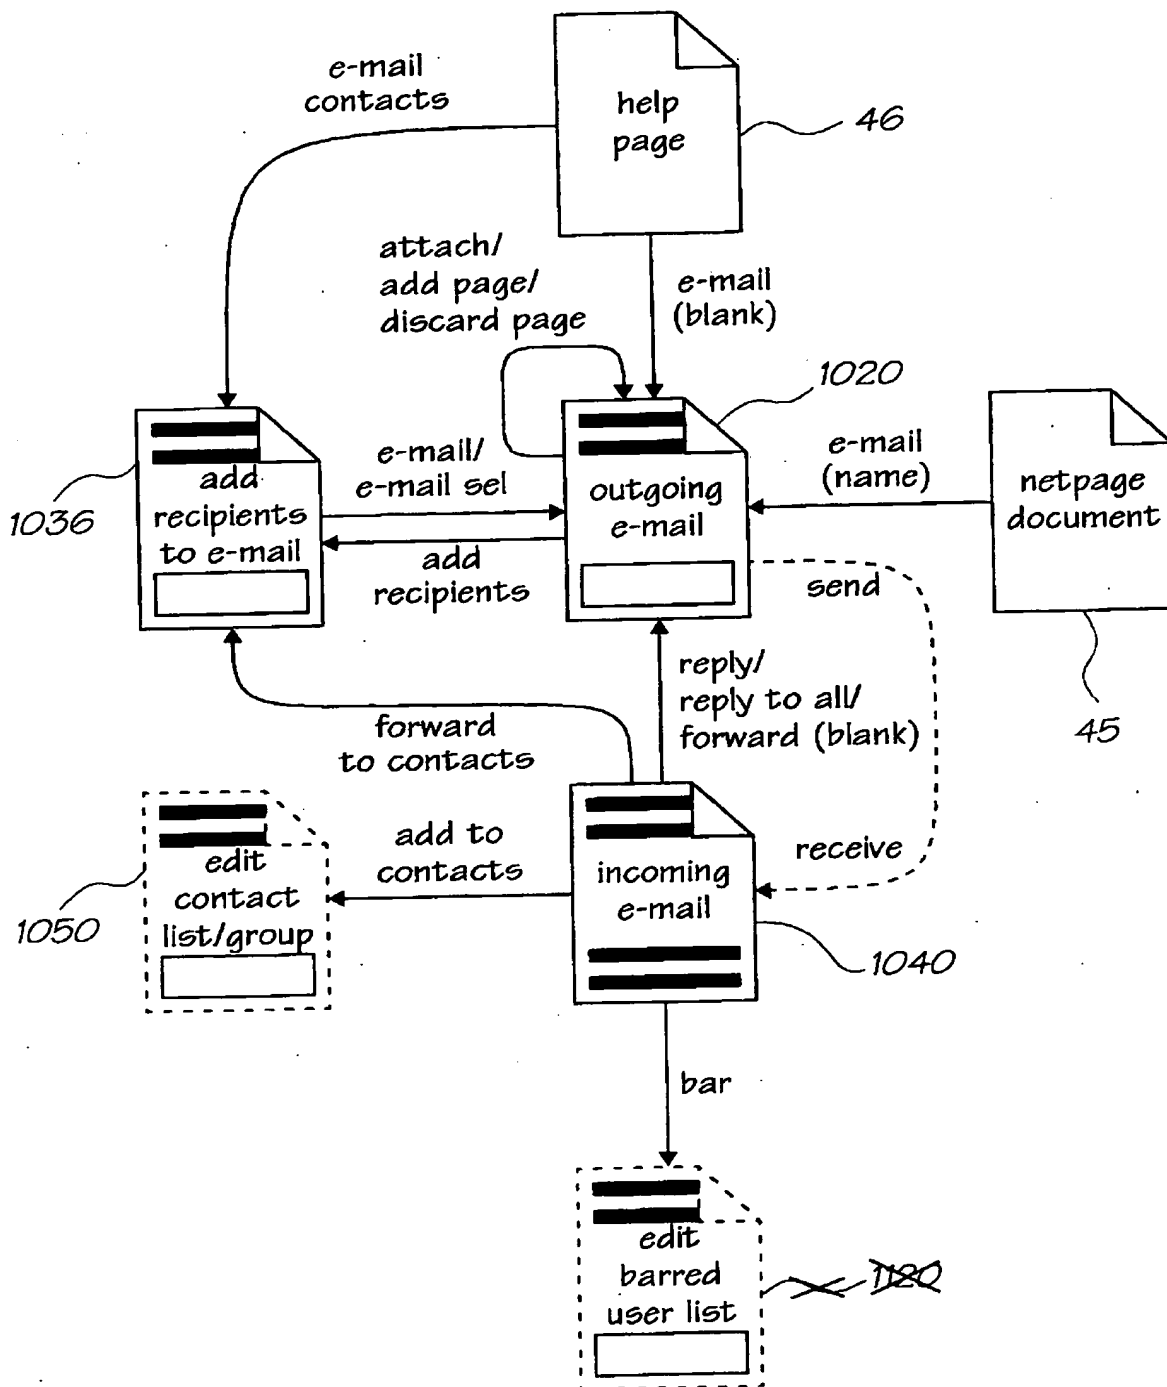 e-mail
contacts
help
page
46
attach/
add page/
discard page
e-mail
(blank)
1020
e-mail/
e-mail sel
add
recipients
to e-mail
1036
outgoing
e-mail
e-mail
(name)
netpage
document
add
recipients
send
45
reply/
reply to all/
forward (blank)
forward
to contacts
add to
contacts
edit
contact
list/group
1050
incoming
e-mail
receive
1040
bar
edit
barred
user list
1120